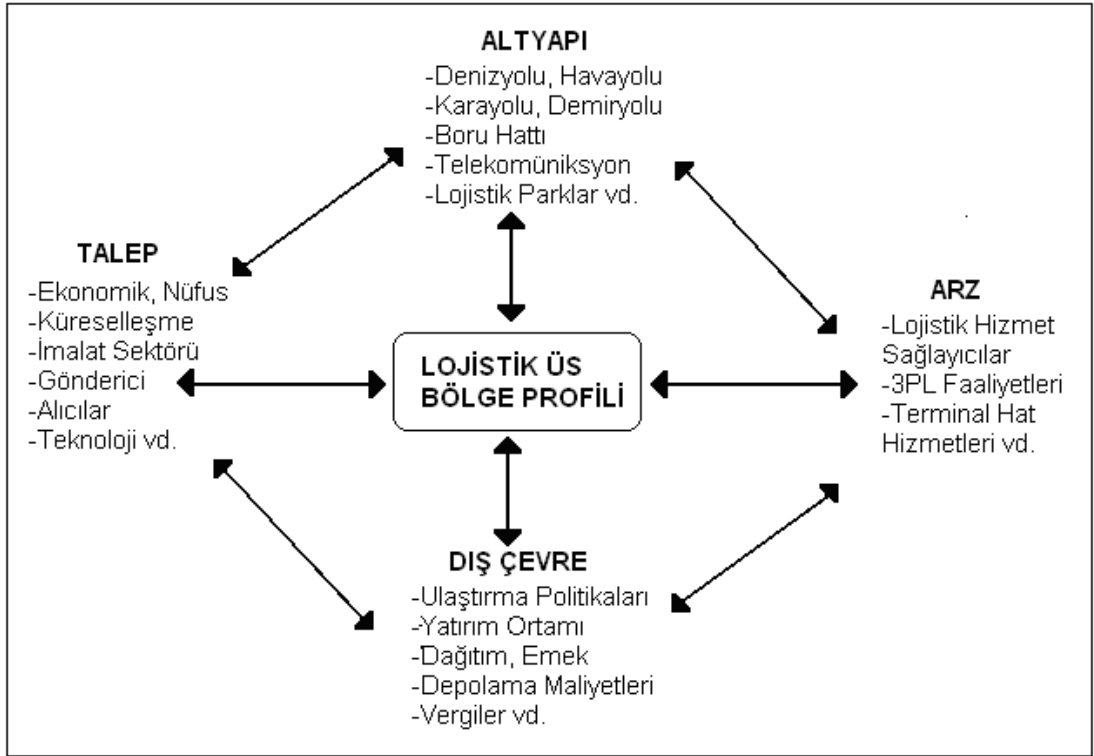 ALTYAPI
-Denizyolu, Havayolu
-Karayolu, Demiryolu
-Boru Hattı
-Telekomüniksyon
-Lojistik Parklar vd.
TALEP
-Ekonomik, Nüfus
-Küreselleşme
-İmalat Sektörü
-Gönderici
-Alıcılar
-Teknoloji vd.
LOJİSTİK ÜS
BÖLGE PROFİLİ
ARZ
-Lojistik Hizmet
Sağlayıcılar
-3PL Faaliyetleri
-Terminal Hat
Hizmetleri vd.
DIŞ ÇEVRE
-Ulaştırma Politikaları
-Yatırım Ortamı
-Dağıtım, Emek
-Depolama Maliyetleri
-Vergiler vd.